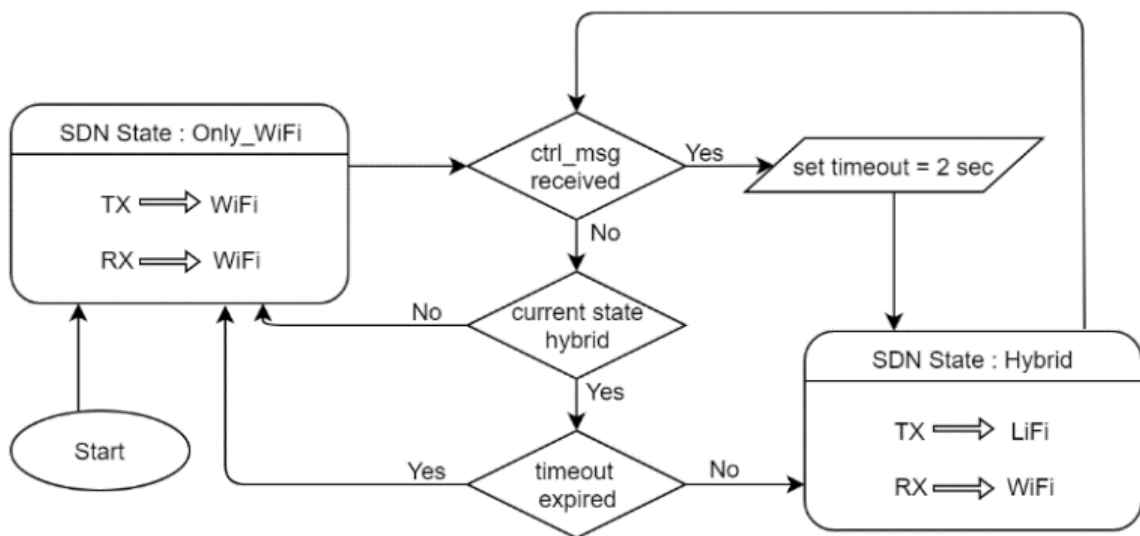 SDN State : Only_WiFi
TX
WiFi
RX
WiFi
Start
ctrl_msg
received
Yes
No
set timeout = 2 sec
current state
hybrid
No
Yes
timeout
expired
Yes
No
SDN State : Hybrid
TX
LiFi
RX
WiFi